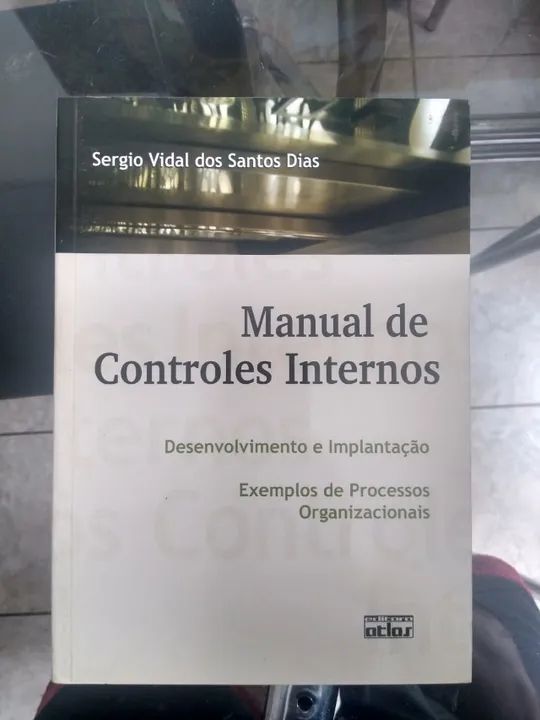 Sergio Vidal dos Santos Dias
Manual de
Controles Internos
Desenvolvimento e Implantação
Exemplos de Processos
Organizacionais
editora
atlas